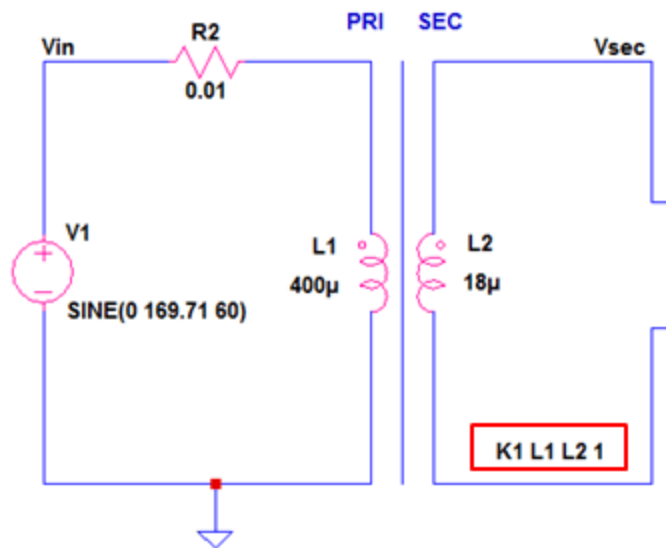 PRI SEC
R2
Vin
Vsec
0.01
V1
L1
L2
400µ
18µ
SINE(0 169.71 60)
K1 L1 L2 1